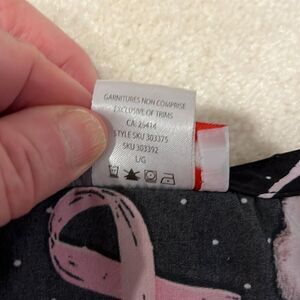 GARNITURES NON COMPRISE
EXCLUSIVE OF TRIMS
CA: 25414
STYLE SKU 303375
SKU 303392
L/G